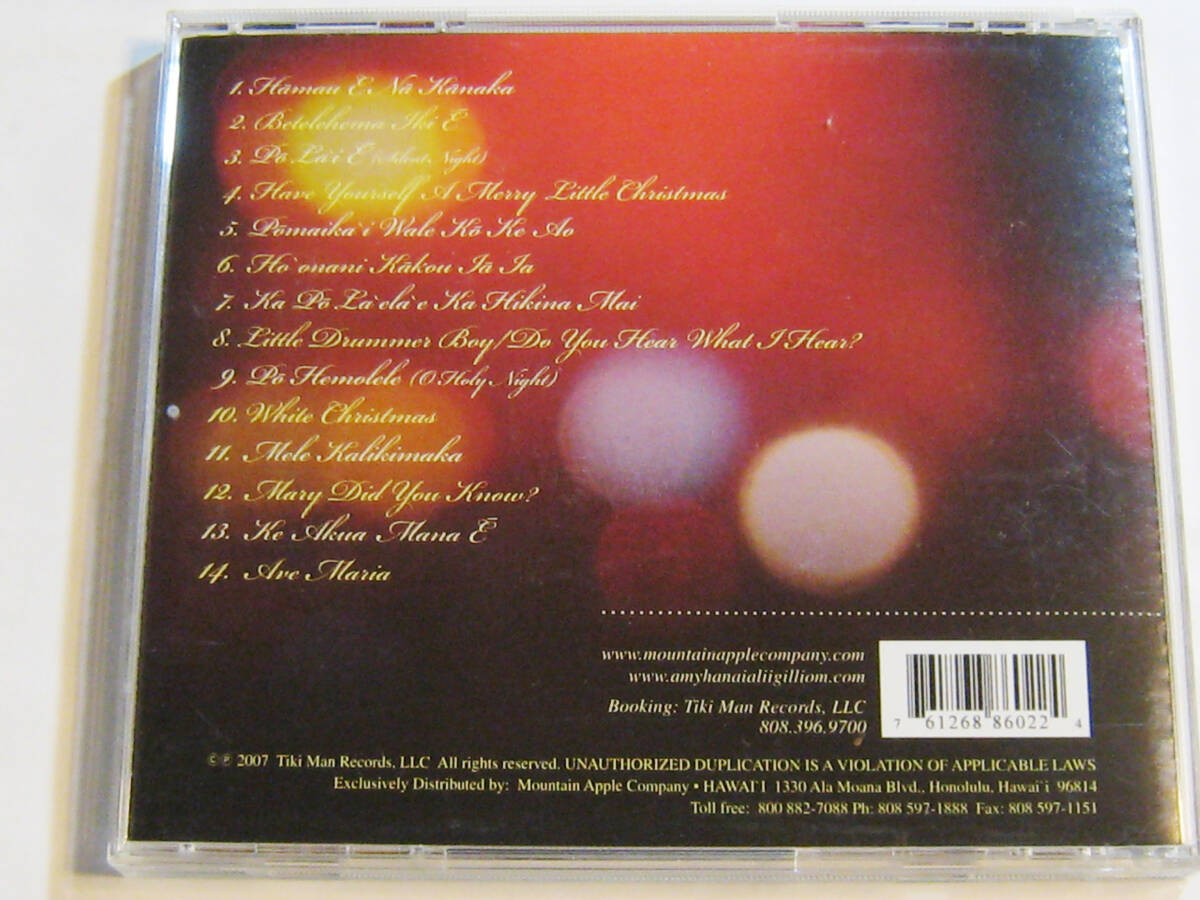 1. Hāmau E Nā Kānaka
2. Betelehema Iki Ē
3. Pō La`i Ē (Silent Night)
4. Have Yourself A Merry Little Christmas
5. Pōmaika`i Wale Kō Ke Ao
6. Ho`onani Kākou Iā Ia
7. Ka Pō La`ela`e Ka Hikina Mai
8. Little Drummer Boy/Do You Hear What I Hear?
9. Pō Hemolele (O Holy Night)
10. White Christmas
11. Mele Kalikimaka
12. Mary Did You Know?
13. Ke Akua Mana Ē
14. Ave Maria
www.mountainapplecompany.com
www.amyhanaialiigilliom.com
Booking: Tiki Man Records, LLC
808.396.9700
7 61268 86022 4
©℗ 2007 Tiki Man Records, LLC All rights reserved. UNAUTHORIZED DUPLICATION IS A VIOLATION OF APPLICABLE LAWS
Exclusively Distributed by: Mountain Apple Company • HAWAI`I 1330 Ala Moana Blvd., Honolulu, Hawai`i 96814
Toll free: 800 882-7088 Ph: 808 597-1888 Fax: 808 597-1151